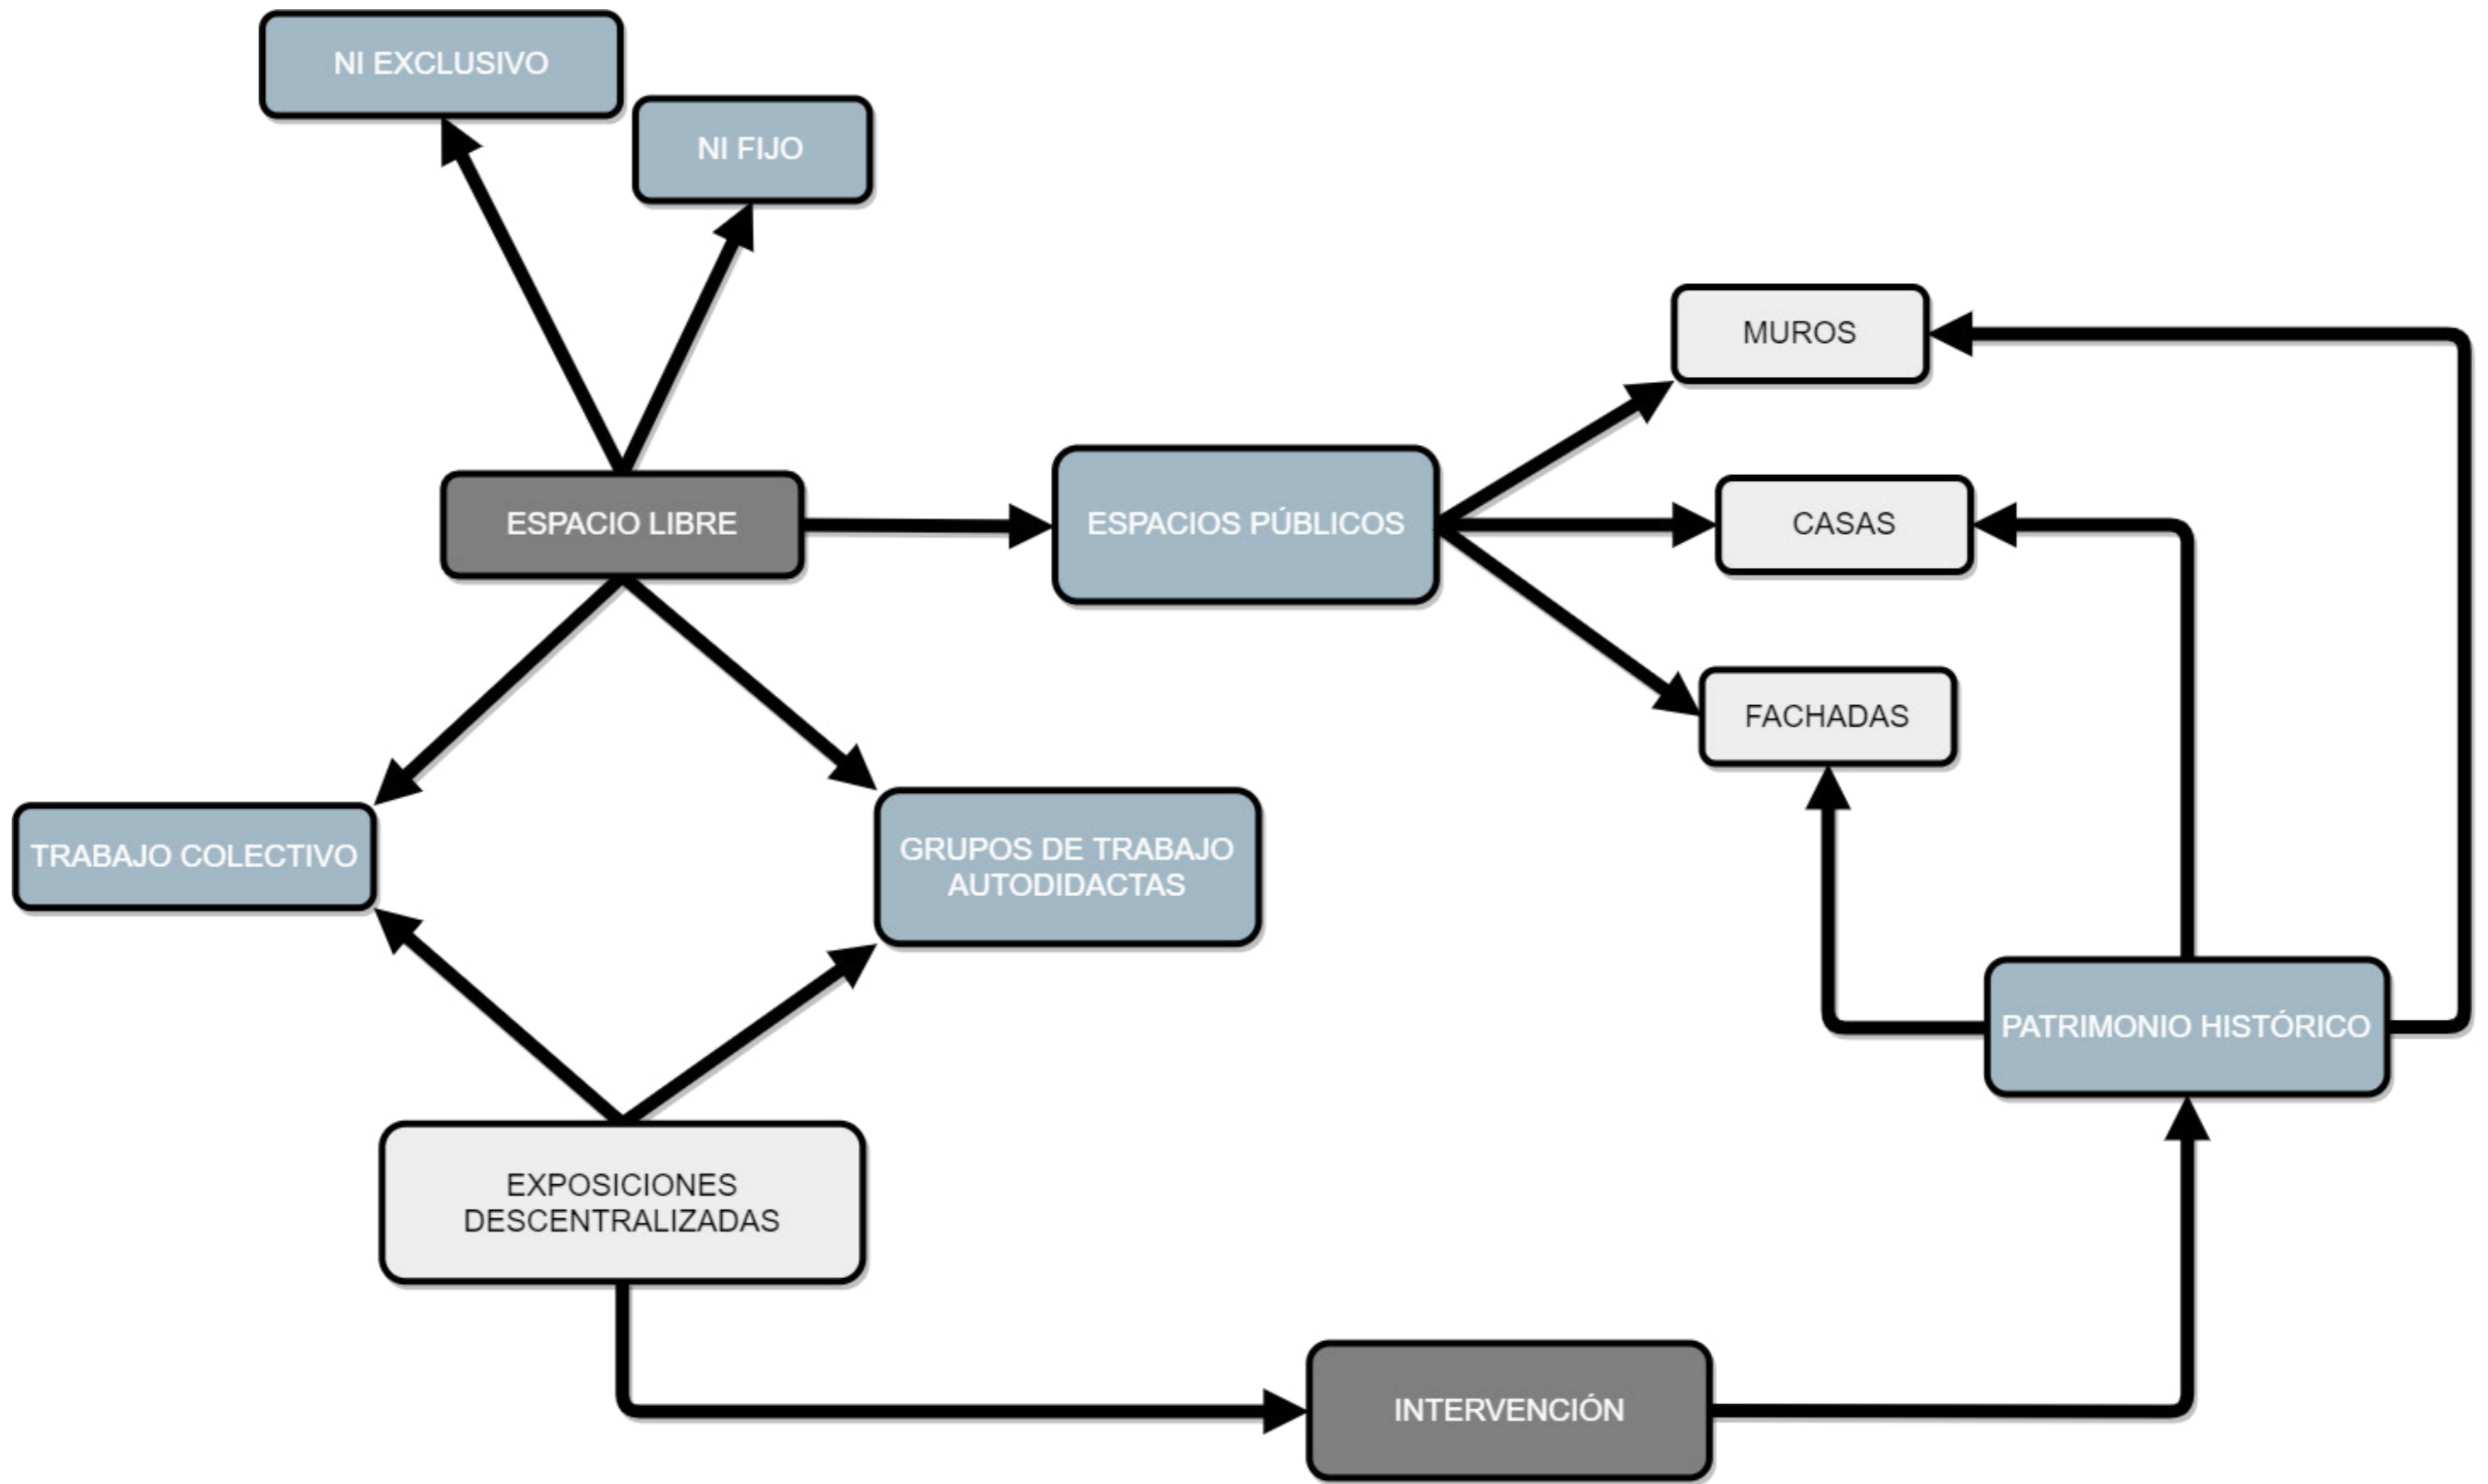 NI EXCLUSIVO
NI FIJO
MUROS
ESPACIO LIBRE
ESPACIOS PÚBLICOS
CASAS
FACHADAS
TRABAJO COLECTIVO
GRUPOS DE TRABAJO
AUTODIDACTAS
PATRIMONIO HISTÓRICO
EXPOSICIONES
DESCENTRALIZADAS
INTERVENCIÓN